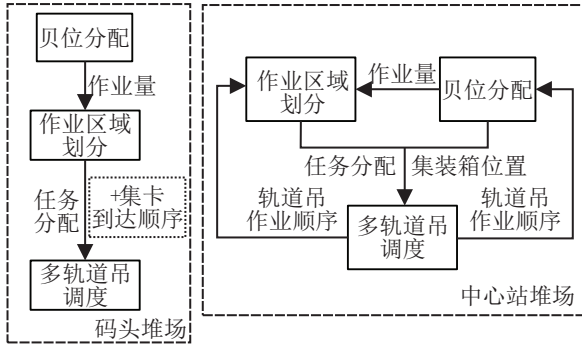 贝位分配
作业量
作业区域
划分
任务
分配
+集卡
到达顺序
多轨道吊
调度
码头堆场
作业区域
划分
作业量
贝位分配
任务分配
集装箱位置
轨道吊
作业顺序
多轨道吊
调度
轨道吊
作业顺序
中心站堆场